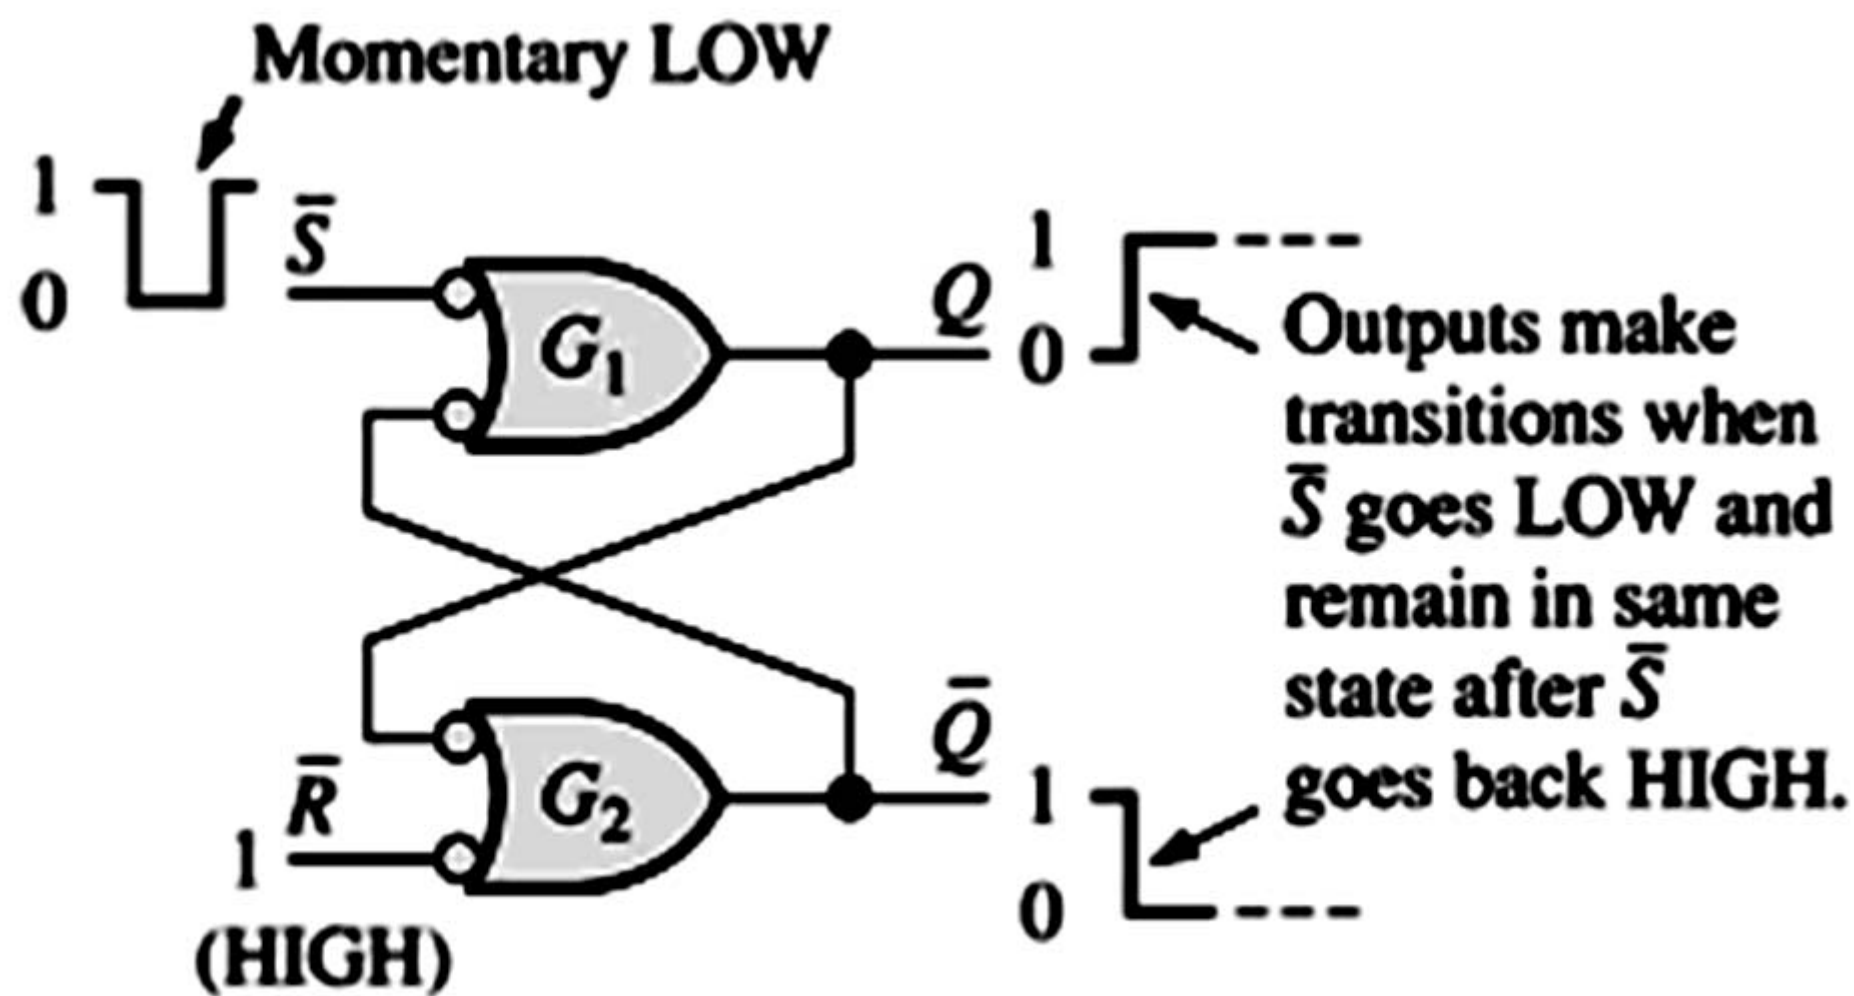 Momentary LOW
1
0
S̄
G₁
Q
1
0
Outputs make
transitions when
S̄ goes LOW and
remain in same
state after S̄
goes back HIGH.
R̄
1
(HIGH)
G₂
Q̄
1
0